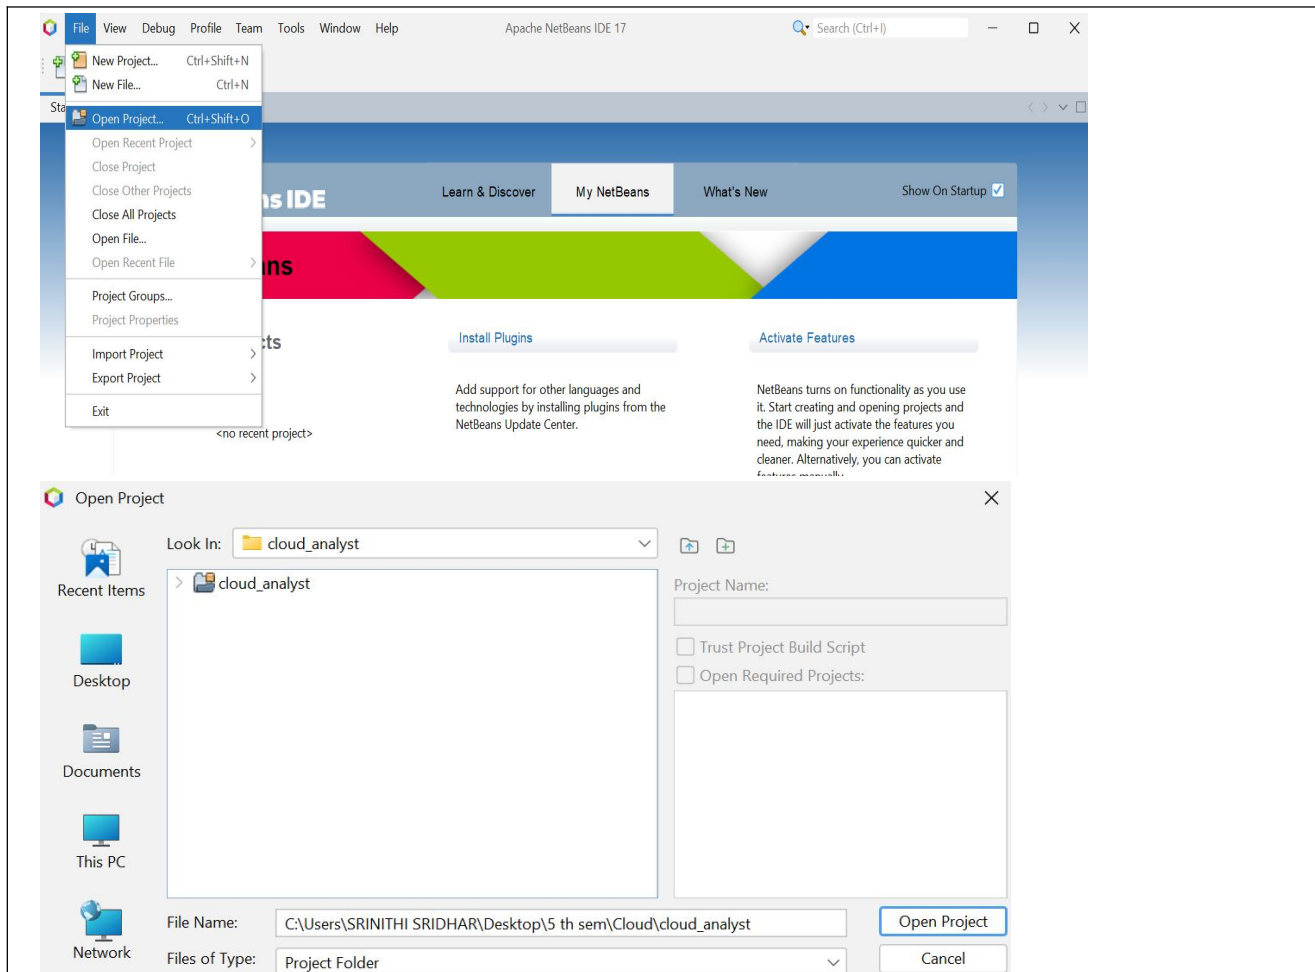 File View Debug Profile Team Tools Window Help Apache NetBeans IDE 17 Search (Ctrl+I)
New Project... Ctrl+Shift+N
New File... Ctrl+N
Sta
Open Project... Ctrl+Shift+O
Open Recent Project
Close Project
Close Other Projects
Close All Projects
Open File...
Open Recent File
Project Groups...
Project Properties
Import Project
Export Project
Exit
ns IDE Learn & Discover My NetBeans What's New Show On Startup
ans
cts Install Plugins Activate Features
<no recent project>
Add support for other languages and
technologies by installing plugins from the
NetBeans Update Center.
NetBeans turns on functionality as you use
it. Start creating and opening projects and
the IDE will just activate the features you
need, making your experience quicker and
cleaner. Alternatively, you can activate
features manually.
Open Project
Look In: cloud_analyst
Recent Items
Desktop
Documents
This PC
Network
cloud_analyst
Project Name:
Trust Project Build Script
Open Required Projects:
File Name: C:\Users\SRINITHI SRIDHAR\Desktop\5 th sem\Cloud\cloud_analyst Open Project
Files of Type: Project Folder Cancel